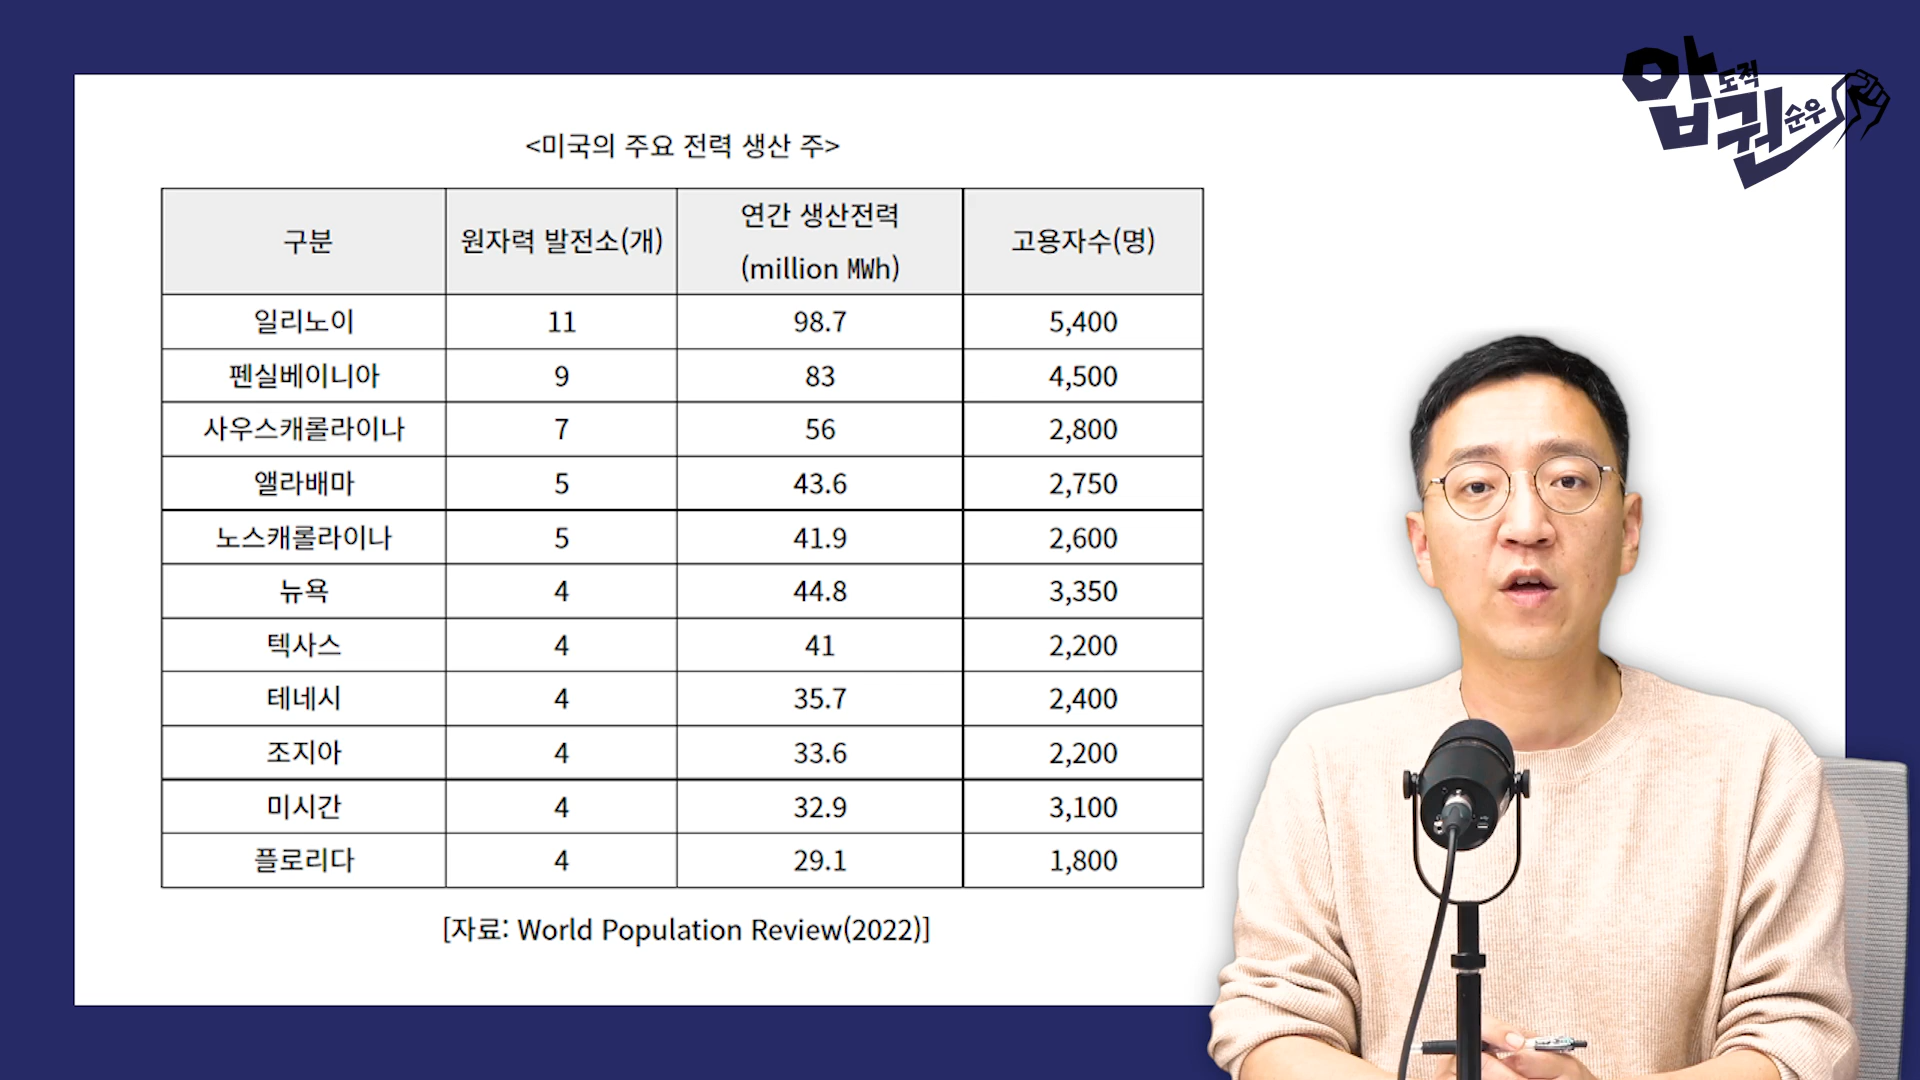 압도적
권순우
<미국의 주요 전력 생산 주>
구분 원자력 발전소(개) 연간 생산전력 (million MWh) 고용자수(명)
일리노이 11 98.7 5,400
펜실베이니아 9 83 4,500
사우스캐롤라이나 7 56 2,800
앨라배마 5 43.6 2,750
노스캐롤라이나 5 41.9 2,600
뉴욕 4 44.8 3,350
텍사스 4 41 2,200
테네시 4 35.7 2,400
조지아 4 33.6 2,200
미시간 4 32.9 3,100
플로리다 4 29.1 1,800
[자료: World Population Review(2022)]